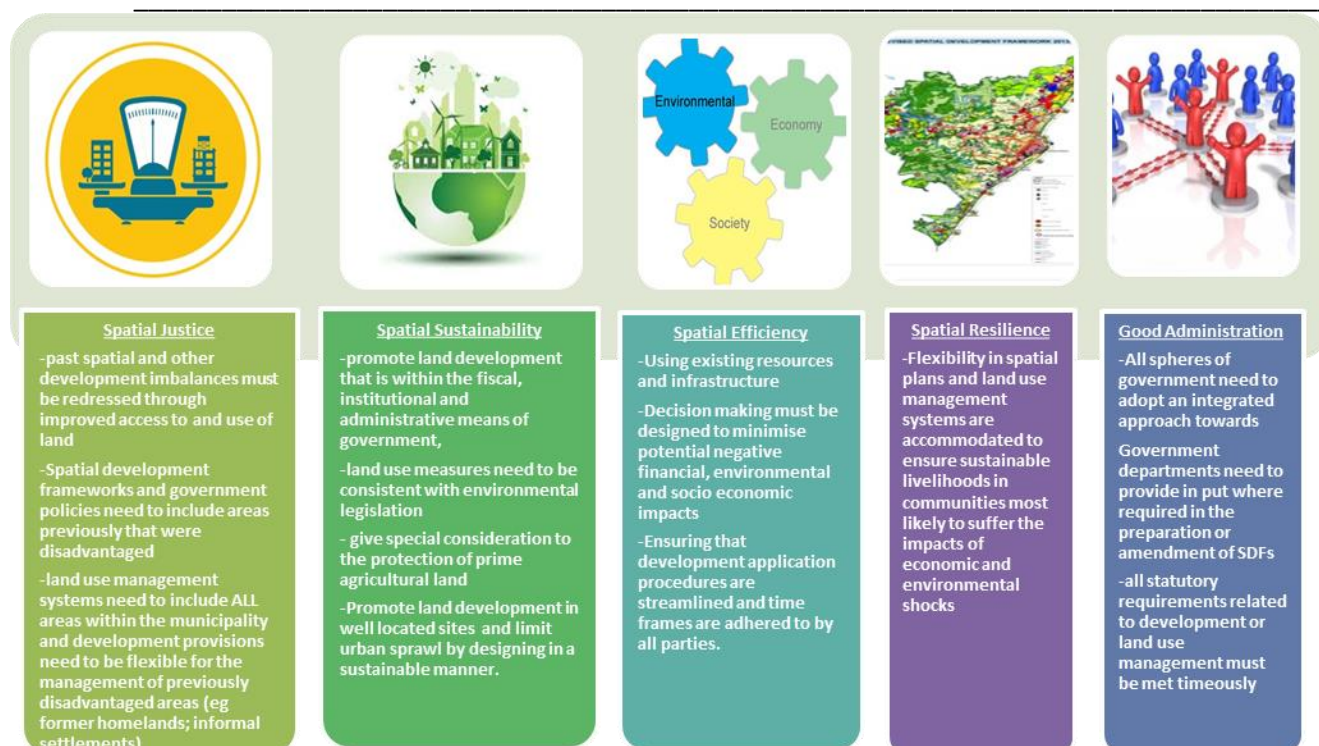 Environmental
Economy
Society
Spatial Justice
-past spatial and other
development imbalances must
be redressed through
improved access to and use of
land
-Spatial development
frameworks and government
policies need to include areas
previously that were
disadvantaged
-land use management
systems need to include ALL
areas within the municipality
and development provisions
need to be flexible for the
management of previously
disadvantaged areas (eg
former homelands; informal
settlements)
Spatial Sustainability
-promote land development
that is within the fiscal,
institutional and
administrative means of
government,
-land use measures need to be
consistent with environmental
legislation
- give special consideration to
the protection of prime
agricultural land
-Promote land development in
well located sites and limit
urban sprawl by designing in a
sustainable manner.
Spatial Efficiency
-Using existing resources
and infrastructure
-Decision making must be
designed to minimise
potential negative
financial, environmental
and socio economic
impacts
-Ensuring that
development application
procedures are
streamlined and time
frames are adhered to by
all parties.
Spatial Resilience
-Flexibility in spatial
plans and land use
management
systems are
accommodated to
ensure sustainable
livelihoods in
communities most
likely to suffer the
impacts of
economic and
environmental
shocks
Good Administration
-All spheres of
government need to
adopt an integrated
approach towards
Government
departments need to
provide in put where
required in the
preparation or
amendment of SDFs
-all statutory
requirements related
to development or
land use
management must
be met timeously